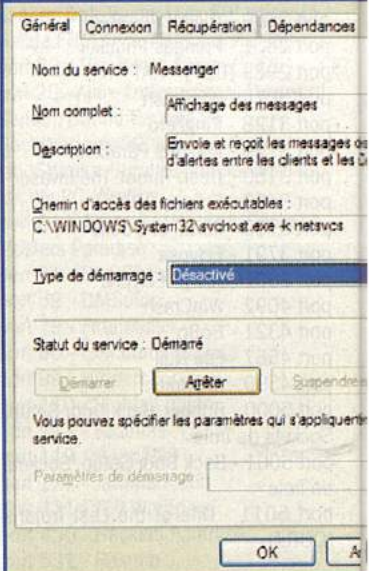 Général Connexion Récupération Dépendances
Nom du service : Messenger
Nom complet : Affichage des messages
Description : Envoie et reçoit les messages
d'alertes entre les clients et les
Chemin d'accès des fichiers exécutables :
C:\WINDOWS\System32\svchost.exe -k netsvcs
Type de démarrage : Désactivé
Statut du service : Démarré
Démarrer Arrêter Suspendre
Vous pouvez spécifier les paramètres qui s'appliquent
service.
Paramètres de démarrage :
OK